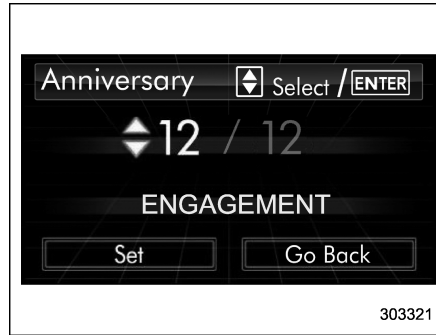 Anniversary Select / ENTER
12 / 12
ENGAGEMENT
Set Go Back
303321